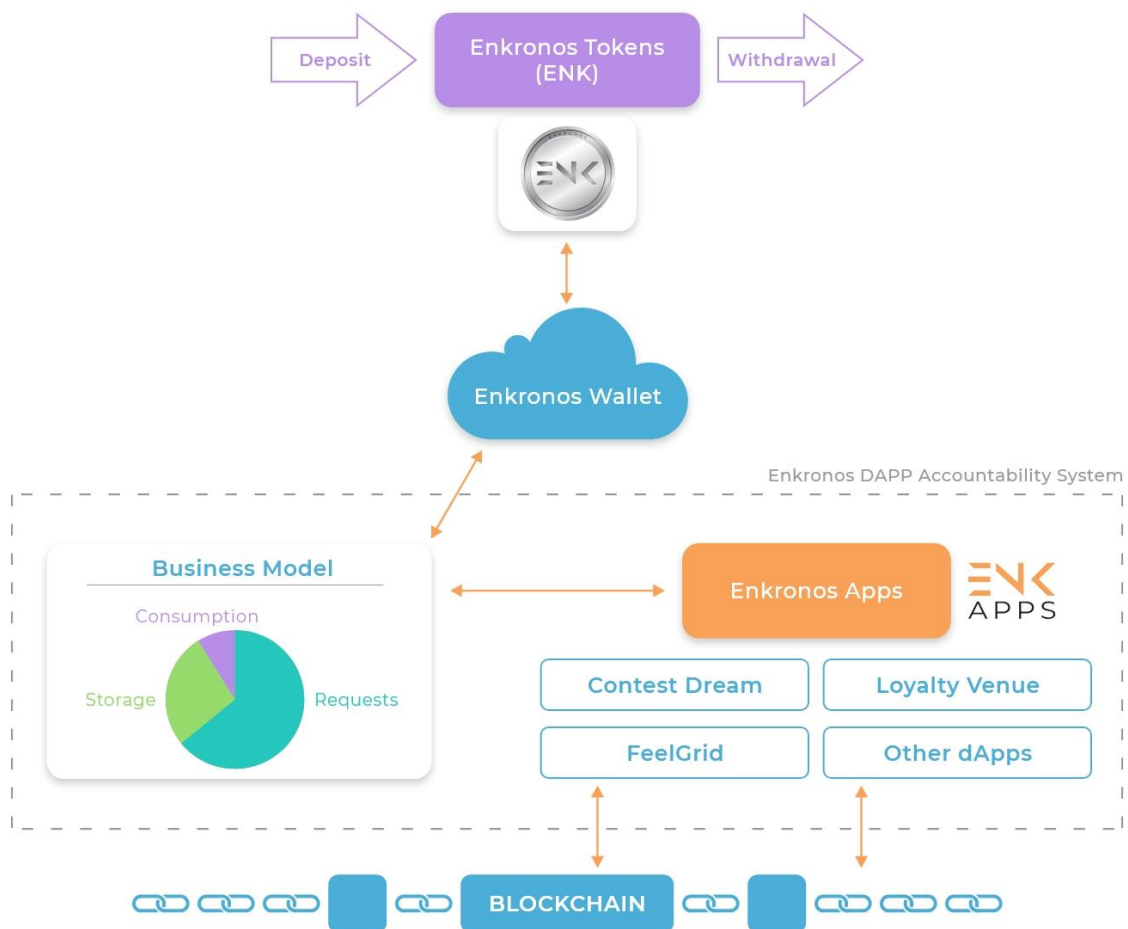 Deposit
Enkronos Tokens
(ENK)
Withdrawal
ENK
Enkronos Wallet
Enkronos DAPP Accountability System
Business Model
Consumption
Storage
Requests
Enkronos Apps
ENK
APPS
Contest Dream
Loyalty Venue
FeelGrid
Other dApps
BLOCKCHAIN